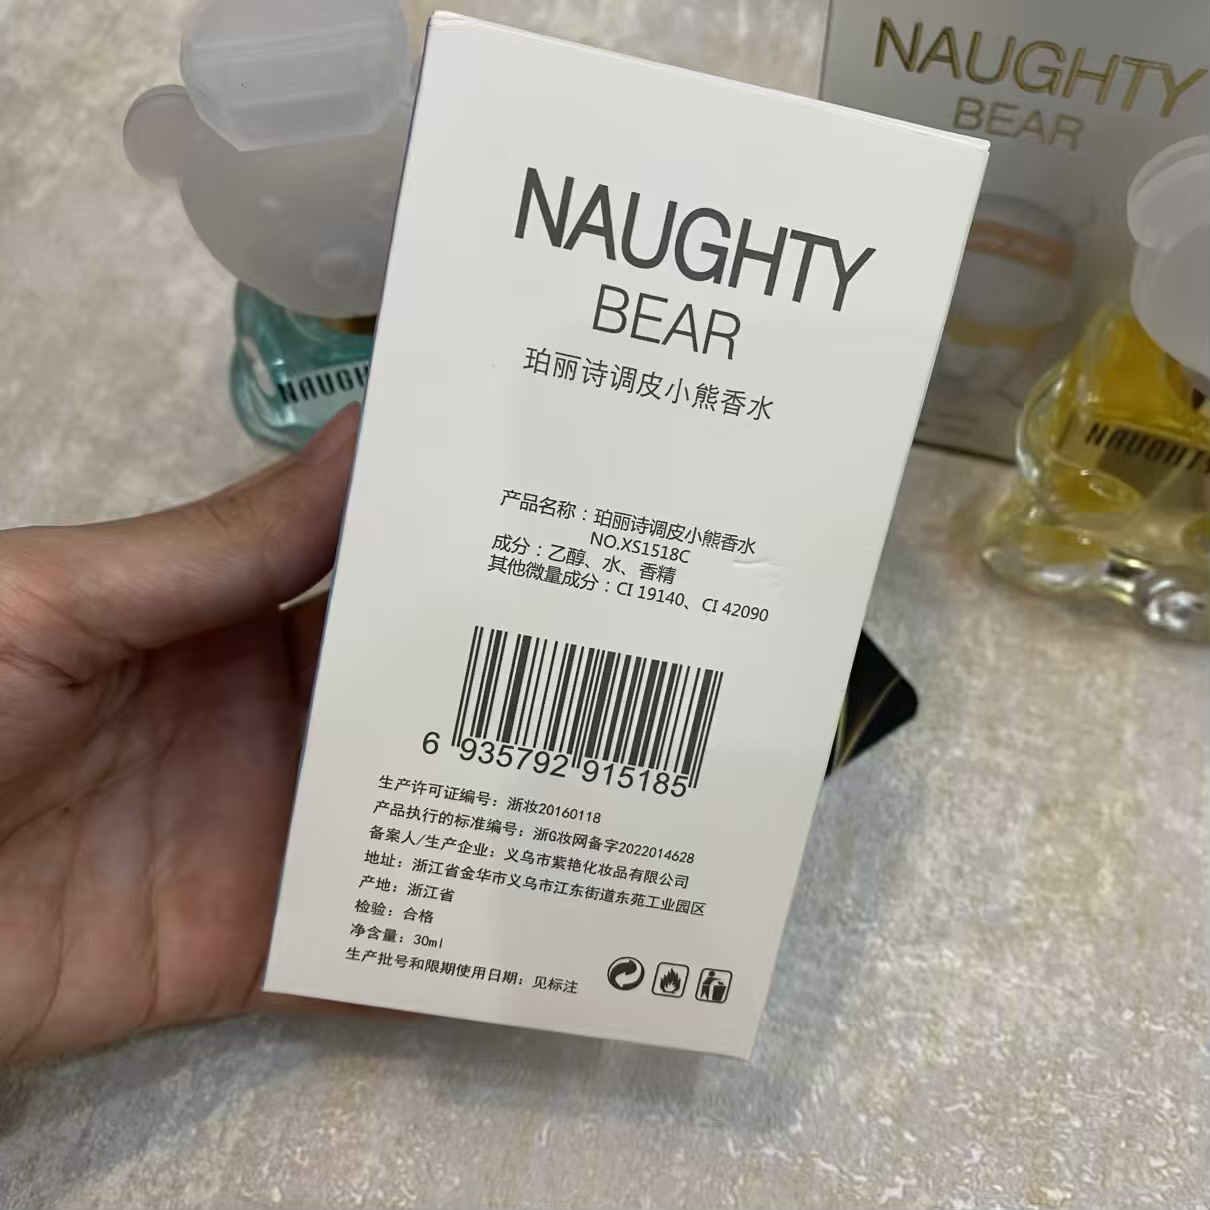 NAUGHTY
BEAR
NAUGHTY
BEAR
珀丽诗调皮小熊香水
产品名称：珀丽诗调皮小熊香水
NO.XS1518C
成分：乙醇、水、香精
其他微量成分：CI 19140、CI 42090
6 935792 915185
生产许可证编号：浙妆20160118
产品执行的标准编号：浙G妆网备字2022014628
备案人/生产企业：义乌市紫艳化妆品有限公司
地址：浙江省金华市义乌市江东街道东苑工业园区
产地：浙江省
检验：合格
净含量：30ml
生产批号和限期使用日期：见标注
NAUGH
NAUGHTY